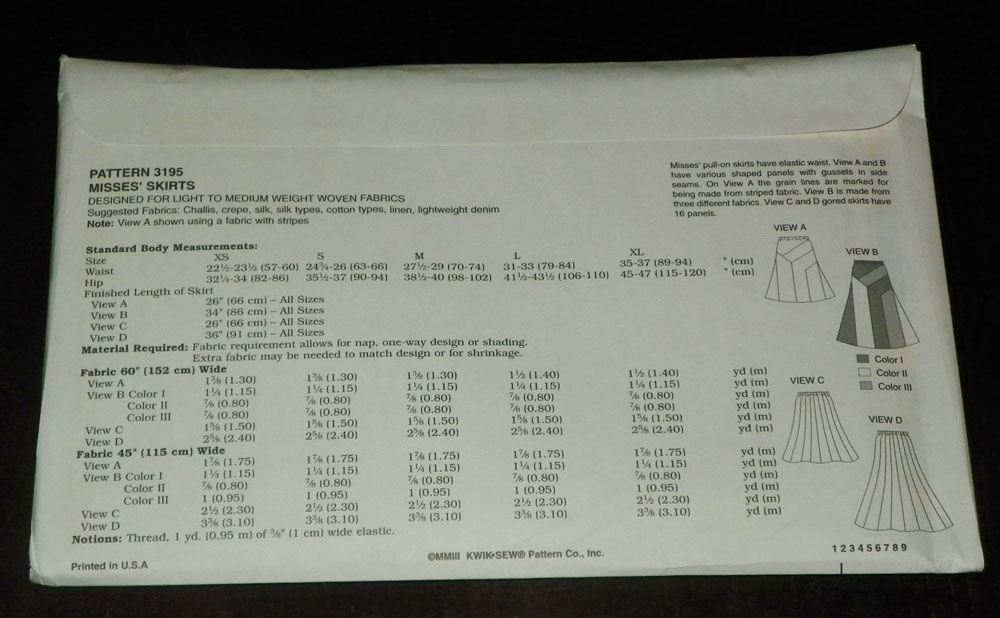 PATTERN 3195
MISSES' SKIRTS
DESIGNED FOR LIGHT TO MEDIUM WEIGHT WOVEN FABRICS
Suggested Fabrics: Challis, crepe, silk, silk types, cotton types, linen, lightweight denim
Note: View A shown using a fabric with stripes
Misses' pull-on skirts have elastic waist. View A and B
have various shaped panels with gussets in side
seams. On View A the grain lines are marked for
being made from striped fabric. View B is made from
three different fabrics. View C and D gored skirts have
16 panels.
Standard Body Measurements:
Size XS S M L XL
Waist 22½-23½ (57-60) 24¾-26 (63-66) 27½-29 (70-74) 31-33 (79-84) 35-37 (89-94) " (cm)
Hip 32¼-34 (82-86) 35½-37 (90-94) 38½-40 (98-102) 41½-43½ (106-110) 45-47 (115-120) " (cm)
Finished Length of Skirt
View A 26" (66 cm) – All Sizes
View B 34" (86 cm) – All Sizes
View C 26" (66 cm) – All Sizes
View D 36" (91 cm) – All Sizes
Material Required: Fabric requirement allows for nap, one-way design or shading.
Extra fabric may be needed to match design or for shrinkage.
Fabric 60" (152 cm) Wide
View A 1⅜ (1.30) 1⅜ (1.30) 1⅜ (1.30) 1½ (1.40) 1½ (1.40) yd (m)
View B Color I 1¼ (1.15) 1¼ (1.15) 1¼ (1.15) 1¼ (1.15) 1¼ (1.15) yd (m)
Color II ⅞ (0.80) ⅞ (0.80) ⅞ (0.80) ⅞ (0.80) ⅞ (0.80) yd (m)
Color III ⅞ (0.80) ⅞ (0.80) ⅞ (0.80) ⅞ (0.80) ⅞ (0.80) yd (m)
View C 1⅝ (1.50) 1⅝ (1.50) 1⅝ (1.50) 1⅝ (1.50) 1⅝ (1.50) yd (m)
View D 2⅝ (2.40) 2⅝ (2.40) 2⅝ (2.40) 2⅝ (2.40) 2⅝ (2.40) yd (m)
Fabric 45" (115 cm) Wide
View A 1⅞ (1.75) 1⅞ (1.75) 1⅞ (1.75) 1⅞ (1.75) 1⅞ (1.75) yd (m)
View B Color I 1¼ (1.15) 1¼ (1.15) 1¼ (1.15) 1¼ (1.15) 1¼ (1.15) yd (m)
Color II ⅞ (0.80) ⅞ (0.80) ⅞ (0.80) ⅞ (0.80) ⅞ (0.80) yd (m)
Color III 1 (0.95) 1 (0.95) 1 (0.95) 1 (0.95) 1 (0.95) yd (m)
View C 2½ (2.30) 2½ (2.30) 2½ (2.30) 2½ (2.30) 2½ (2.30) yd (m)
View D 3⅜ (3.10) 3⅜ (3.10) 3⅜ (3.10) 3⅜ (3.10) 3⅜ (3.10) yd (m)
Notions: Thread, 1 yd. (0.95 m) of ⅜" (1 cm) wide elastic.
VIEW A
VIEW B
Color I
Color II
Color III
VIEW C
VIEW D
Printed in U.S.A
©MMIII KWIK•SEW® Pattern Co., Inc.
1 2 3 4 5 6 7 8 9